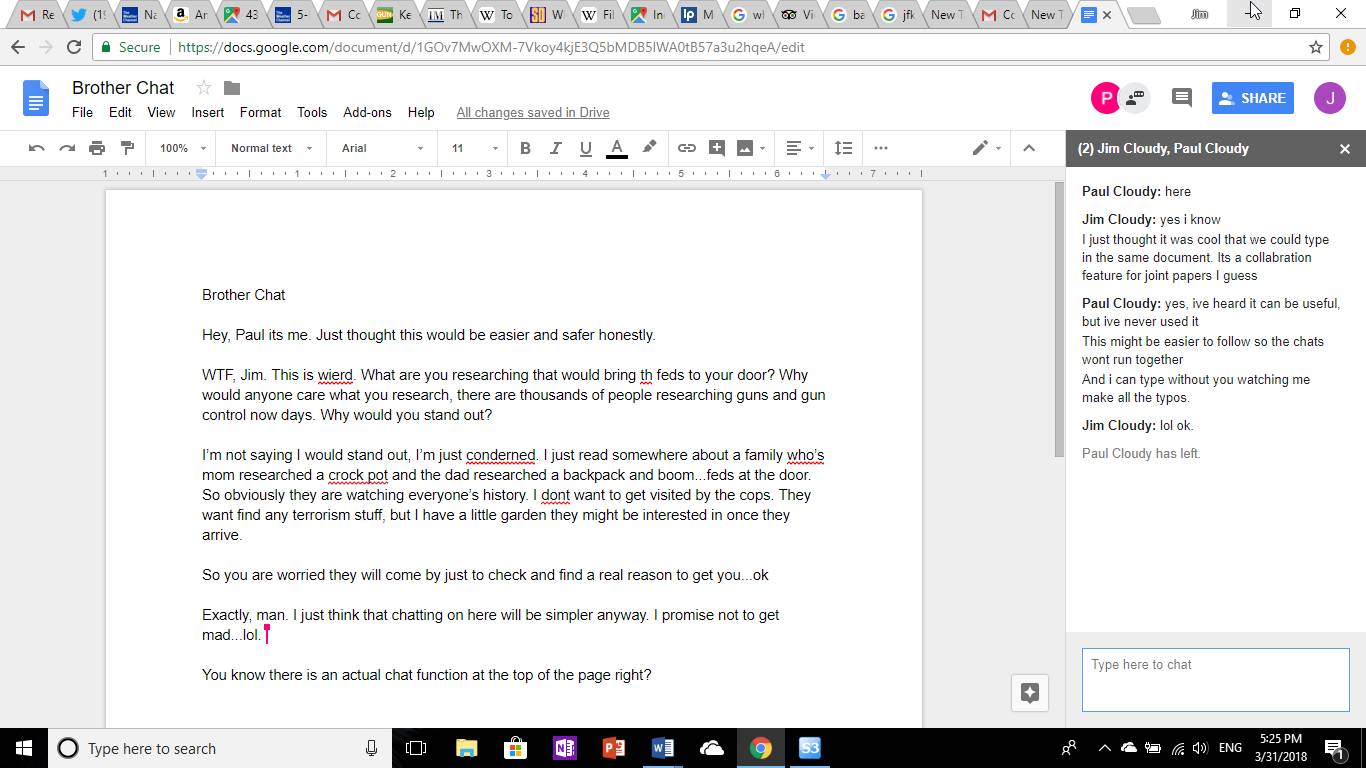 Re
(19
Na
Ar
43
5-
Co
Ke
Th
To
W
Fil
In
M
wl
Vi
ba
jfk
New T
Co
New T
Jim
Secure
https://docs.google.com/document/d/1GOv7MwOXM-7Vkoy4kjE3Q5bMDB5IWA0tB57a3u2hqeA/edit
Brother Chat
P
SHARE
J
File Edit View Insert Format Tools Add-ons Help All changes saved in Drive
100% Normal text Arial 11 B I U A
(2) Jim Cloudy, Paul Cloudy
1 1 2 3 4 5 6 7
Brother Chat
Hey, Paul its me. Just thought this would be easier and safer honestly.
WTF, Jim. This is wierd. What are you researching that would bring th feds to your door? Why
would anyone care what you research, there are thousands of people researching guns and gun
control now days. Why would you stand out?
I'm not saying I would stand out, I'm just conderned. I just read somewhere about a family who's
mom researched a crock pot and the dad researched a backpack and boom...feds at the door.
So obviously they are watching everyone's history. I dont want to get visited by the cops. They
want find any terrorism stuff, but I have a little garden they might be interested in once they
arrive.
So you are worried they will come by just to check and find a real reason to get you...ok
Exactly, man. I just think that chatting on here will be simpler anyway. I promise not to get
mad...lol.
You know there is an actual chat function at the top of the page right?
Paul Cloudy: here
Jim Cloudy: yes i know
I just thought it was cool that we could type
in the same document. Its a collabration
feature for joint papers I guess
Paul Cloudy: yes, ive heard it can be useful,
but ive never used it
This might be easier to follow so the chats
wont run together
And i can type without you watching me
make all the typos.
Jim Cloudy: lol ok.
Paul Cloudy has left.
Type here to chat
Type here to search
ENG
5:25 PM
3/31/2018
1